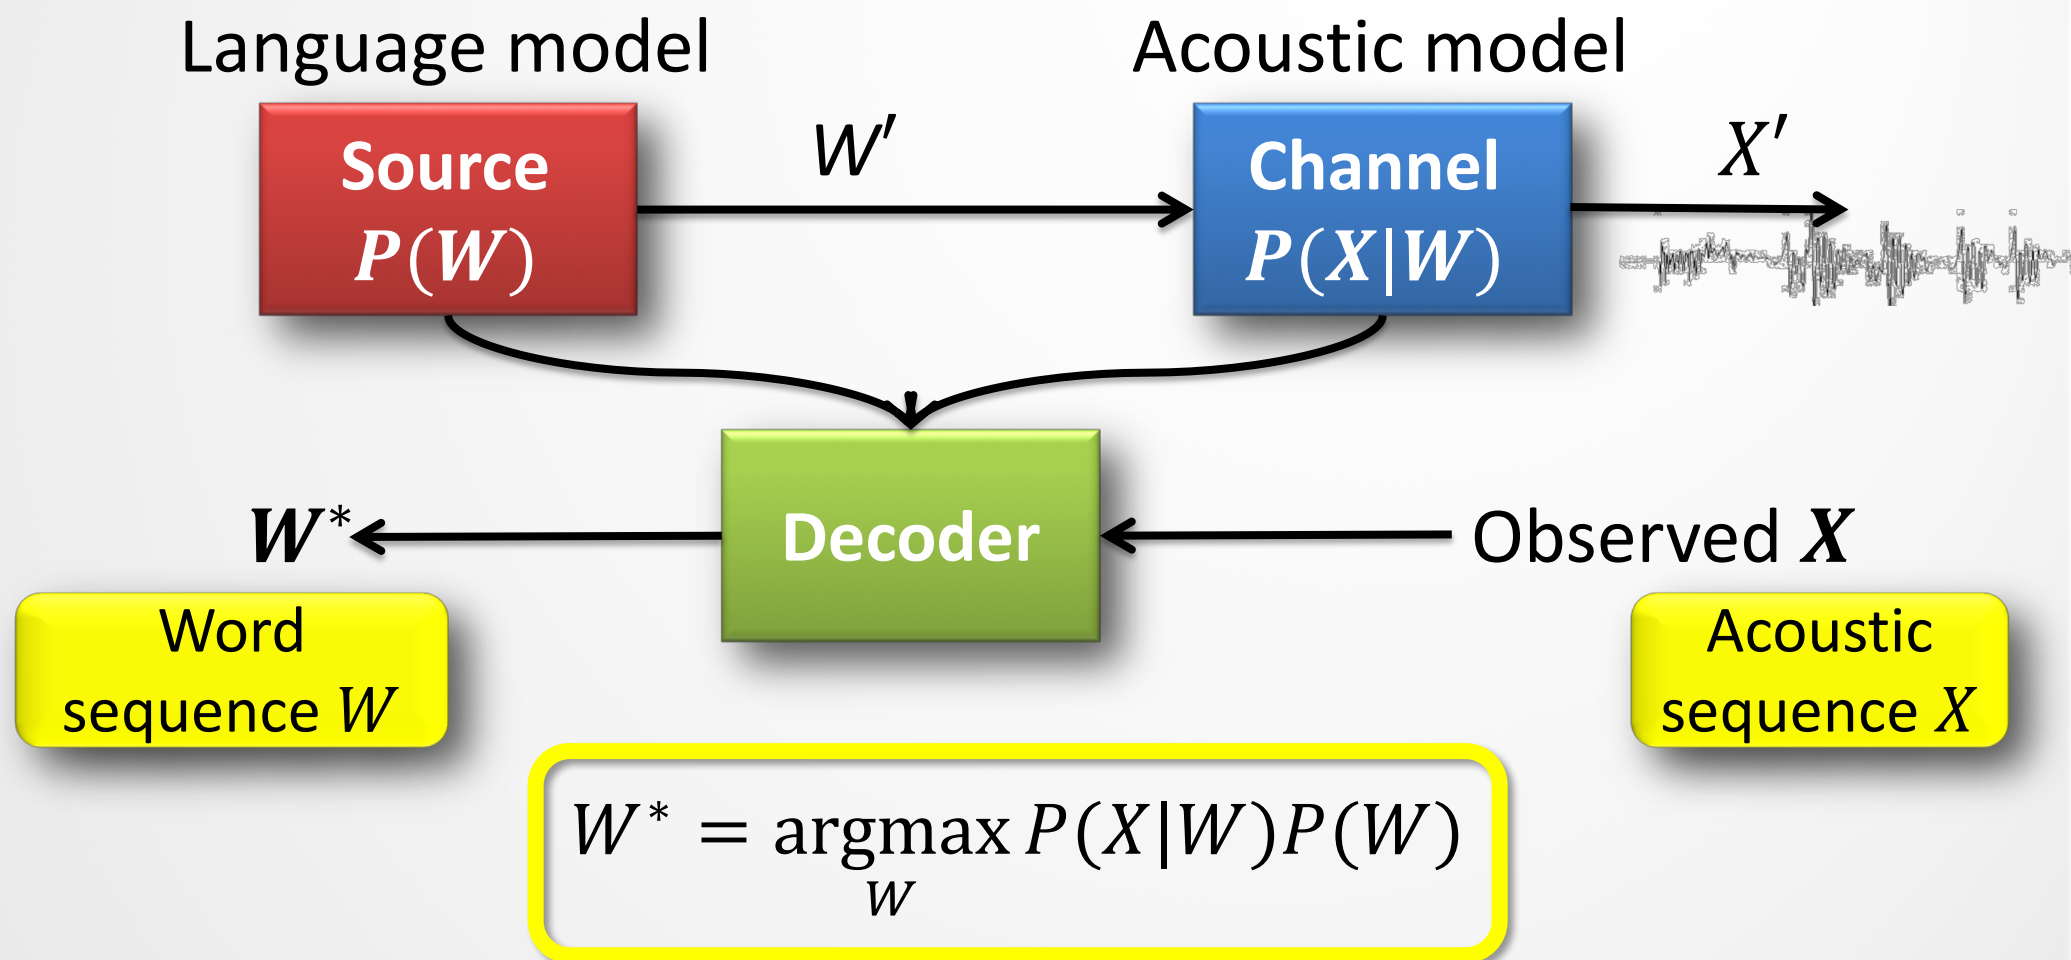 Language model
Acoustic model
Source
P(W)
W′
Channel
P(X|W)
X′
Decoder
W*
Observed X
Word
sequence W
Acoustic
sequence X
W* = argmax P(X|W)P(W)
W